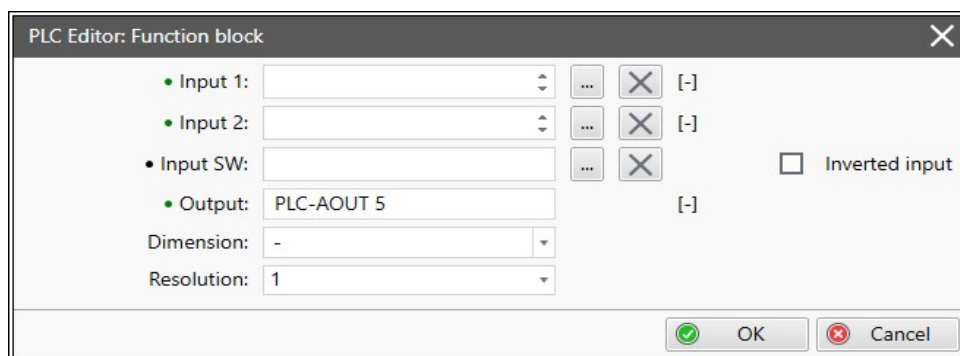 PLC Editor: Function block
• Input 1: ... [-]
• Input 2: ... [-]
• Input SW: ... Inverted input
• Output: PLC-AOUT 5 [-]
Dimension: -
Resolution: 1
OK Cancel